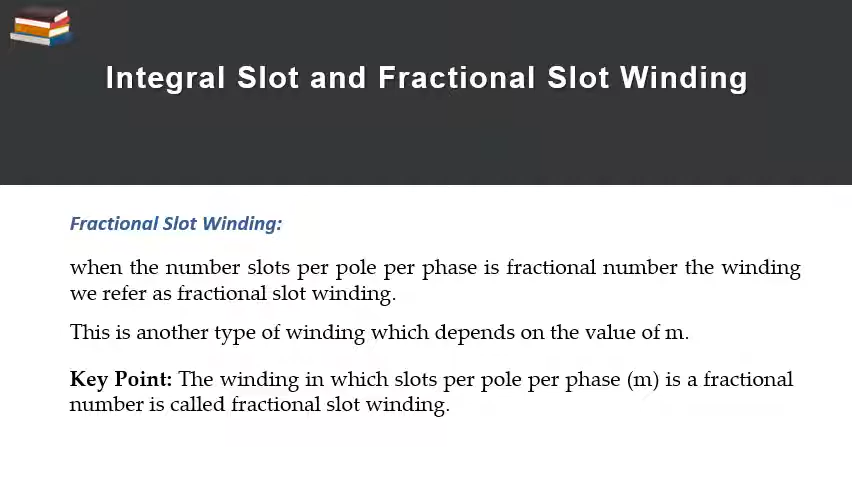 Integral Slot and Fractional Slot Winding
Fractional Slot Winding:
when the number slots per pole per phase is fractional number the winding
we refer as fractional slot winding.
This is another type of winding which depends on the value of m.
Key Point: The winding in which slots per pole per phase (m) is a fractional
number is called fractional slot winding.